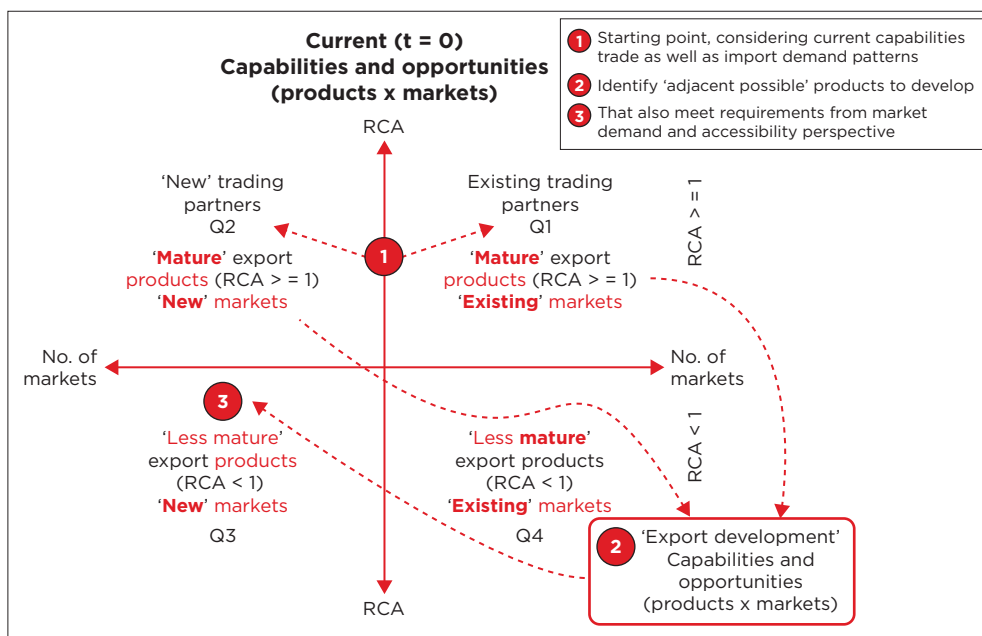 Current (t = 0)
Capabilities and opportunities
(products x markets)
1 Starting point, considering current capabilities
trade as well as import demand patterns
2 Identify ‘adjacent possible’ products to develop
3 That also meet requirements from market
demand and accessibility perspective
RCA
‘New’ trading
partners
Q2
‘Mature’ export
products (RCA > = 1)
‘New’ markets
1
Existing trading
partners
Q1
‘Mature’ export
products (RCA > = 1)
‘Existing’ markets
RCA > = 1
No. of
markets
No. of
markets
3
‘Less mature’
export products
(RCA < 1)
‘New’ markets
Q3
‘Less mature’
export products
(RCA < 1)
‘Existing’ markets
Q4
RCA < 1
2
‘Export development’
Capabilities and
opportunities
(products x markets)
RCA